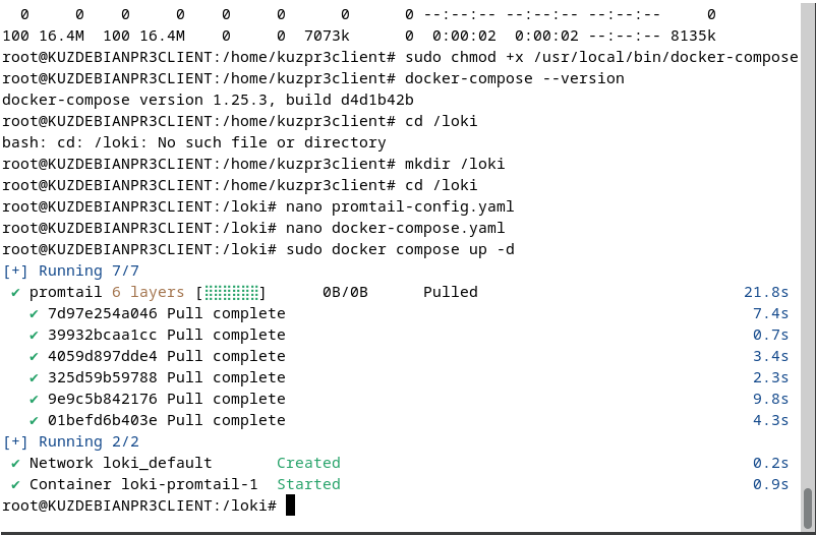 0 0 0 0 0 0 0 0 --:--:-- --:--:-- --:--:-- 0
100 16.4M 100 16.4M 0 0 7073k 0 0:00:02 0:00:02 --:--:-- 8135k
root@KUZDEBIANPR3CLIENT:/home/kuzpr3client# sudo chmod +x /usr/local/bin/docker-compose
root@KUZDEBIANPR3CLIENT:/home/kuzpr3client# docker-compose --version
docker-compose version 1.25.3, build d4d1b42b
root@KUZDEBIANPR3CLIENT:/home/kuzpr3client# cd /loki
bash: cd: /loki: No such file or directory
root@KUZDEBIANPR3CLIENT:/home/kuzpr3client# mkdir /loki
root@KUZDEBIANPR3CLIENT:/home/kuzpr3client# cd /loki
root@KUZDEBIANPR3CLIENT:/loki# nano promtail-config.yaml
root@KUZDEBIANPR3CLIENT:/loki# nano docker-compose.yaml
root@KUZDEBIANPR3CLIENT:/loki# sudo docker compose up -d
[+] Running 7/7
✔ promtail 6 layers [⣿⣿⣿⣿⣿⣿] 0B/0B Pulled 21.8s
✔ 7d97e254a046 Pull complete 7.4s
✔ 39932bcaa1cc Pull complete 0.7s
✔ 4059d897dde4 Pull complete 3.4s
✔ 325d59b59788 Pull complete 2.3s
✔ 9e9c5b842176 Pull complete 9.8s
✔ 01befd6b403e Pull complete 4.3s
[+] Running 2/2
✔ Network loki_default Created 0.2s
✔ Container loki-promtail-1 Started 0.9s
root@KUZDEBIANPR3CLIENT:/loki#